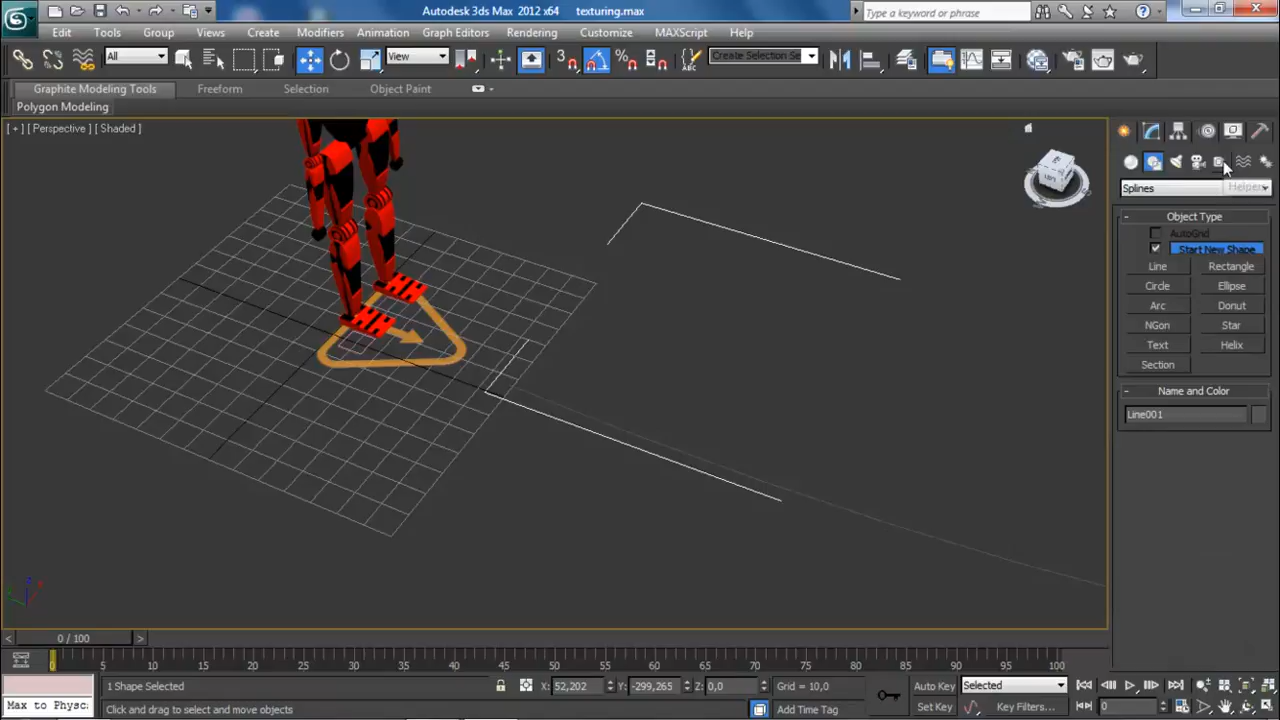 Autodesk 3ds Max 2012 x64 texturing.max
Type a keyword or phrase
Edit Tools Group Views Create Modifiers Animation Graph Editors Rendering Customize MAXScript Help
All View Create Selection Se
Graphite Modeling Tools Freeform Selection Object Paint
Polygon Modeling
[ + ] [ Perspective ] [ Shaded ]
Splines
Helpers
- Object Type
AutoGrid
Start New Shape
Line Rectangle
Circle Ellipse
Arc Donut
NGon Star
Text Helix
Section
- Name and Color
Line001
< 0 / 100 >
0 5 10 15 20 25 30 35 40 45 50 55 60 65 70 75 80 85 90 95 100
1 Shape Selected X: 52,202 Y: -299,265 Z: 0,0 Grid = 10,0 Auto Key Selected
Max to Physc Click and drag to select and move objects Add Time Tag Set Key Key Filters... 0